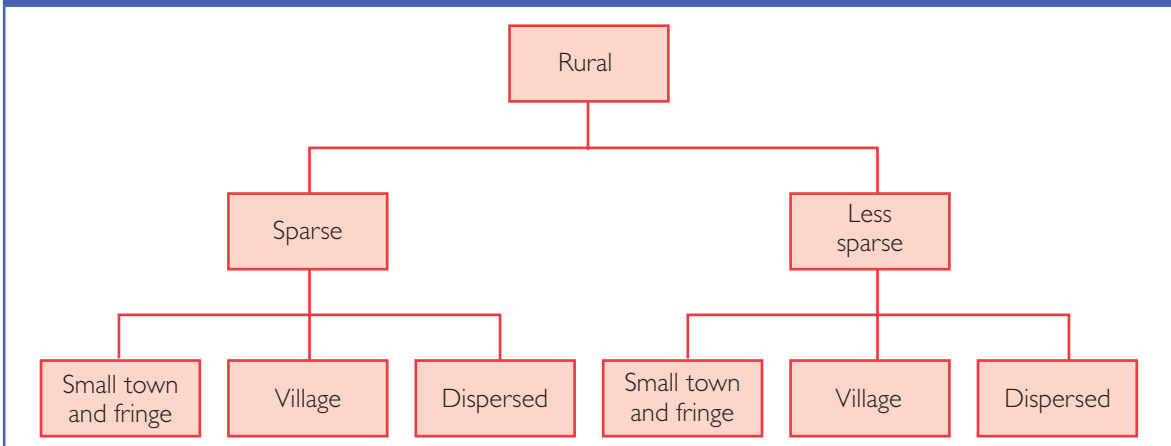 Rural
Sparse
Less
sparse
Small town
and fringe
Village
Dispersed
Small town
and fringe
Village
Dispersed